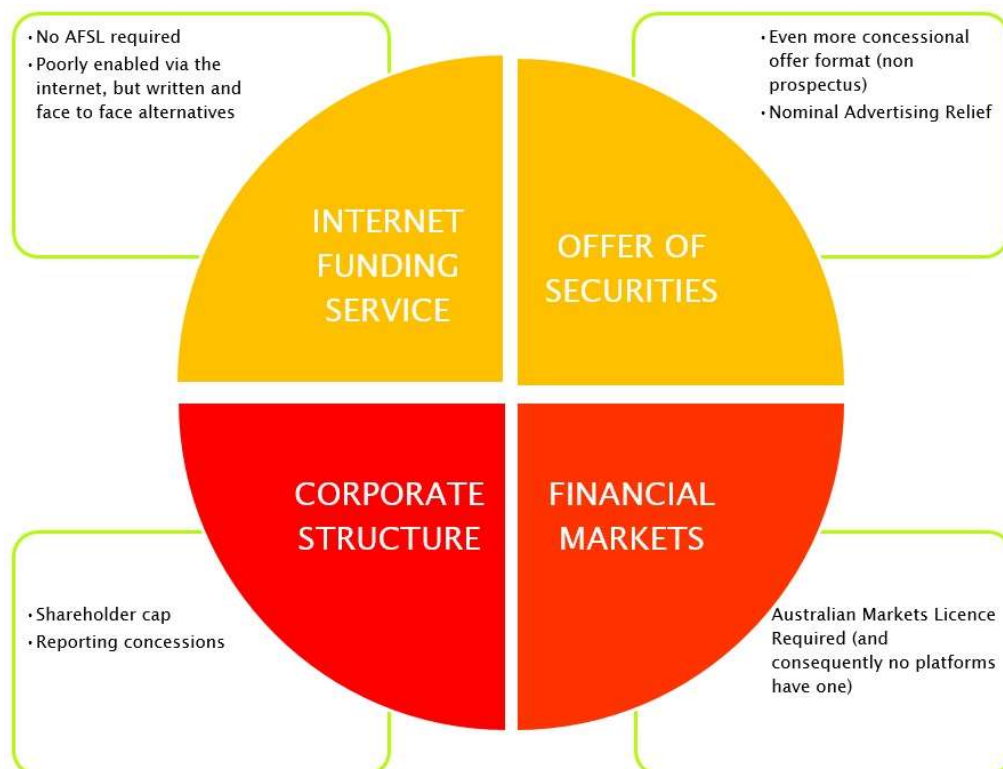 ·No AFSL required
·Poorly enabled via the
internet, but written and
face to face alternatives
·Even more concessional
offer format (non
prospectus)
·Nominal Advertising Relief
INTERNET
FUNDING
SERVICE
OFFER OF
SECURITIES
CORPORATE
STRUCTURE
FINANCIAL
MARKETS
·Shareholder cap
·Reporting concessions
Australian Markets Licence
Required (and
consequently no platforms
have one)